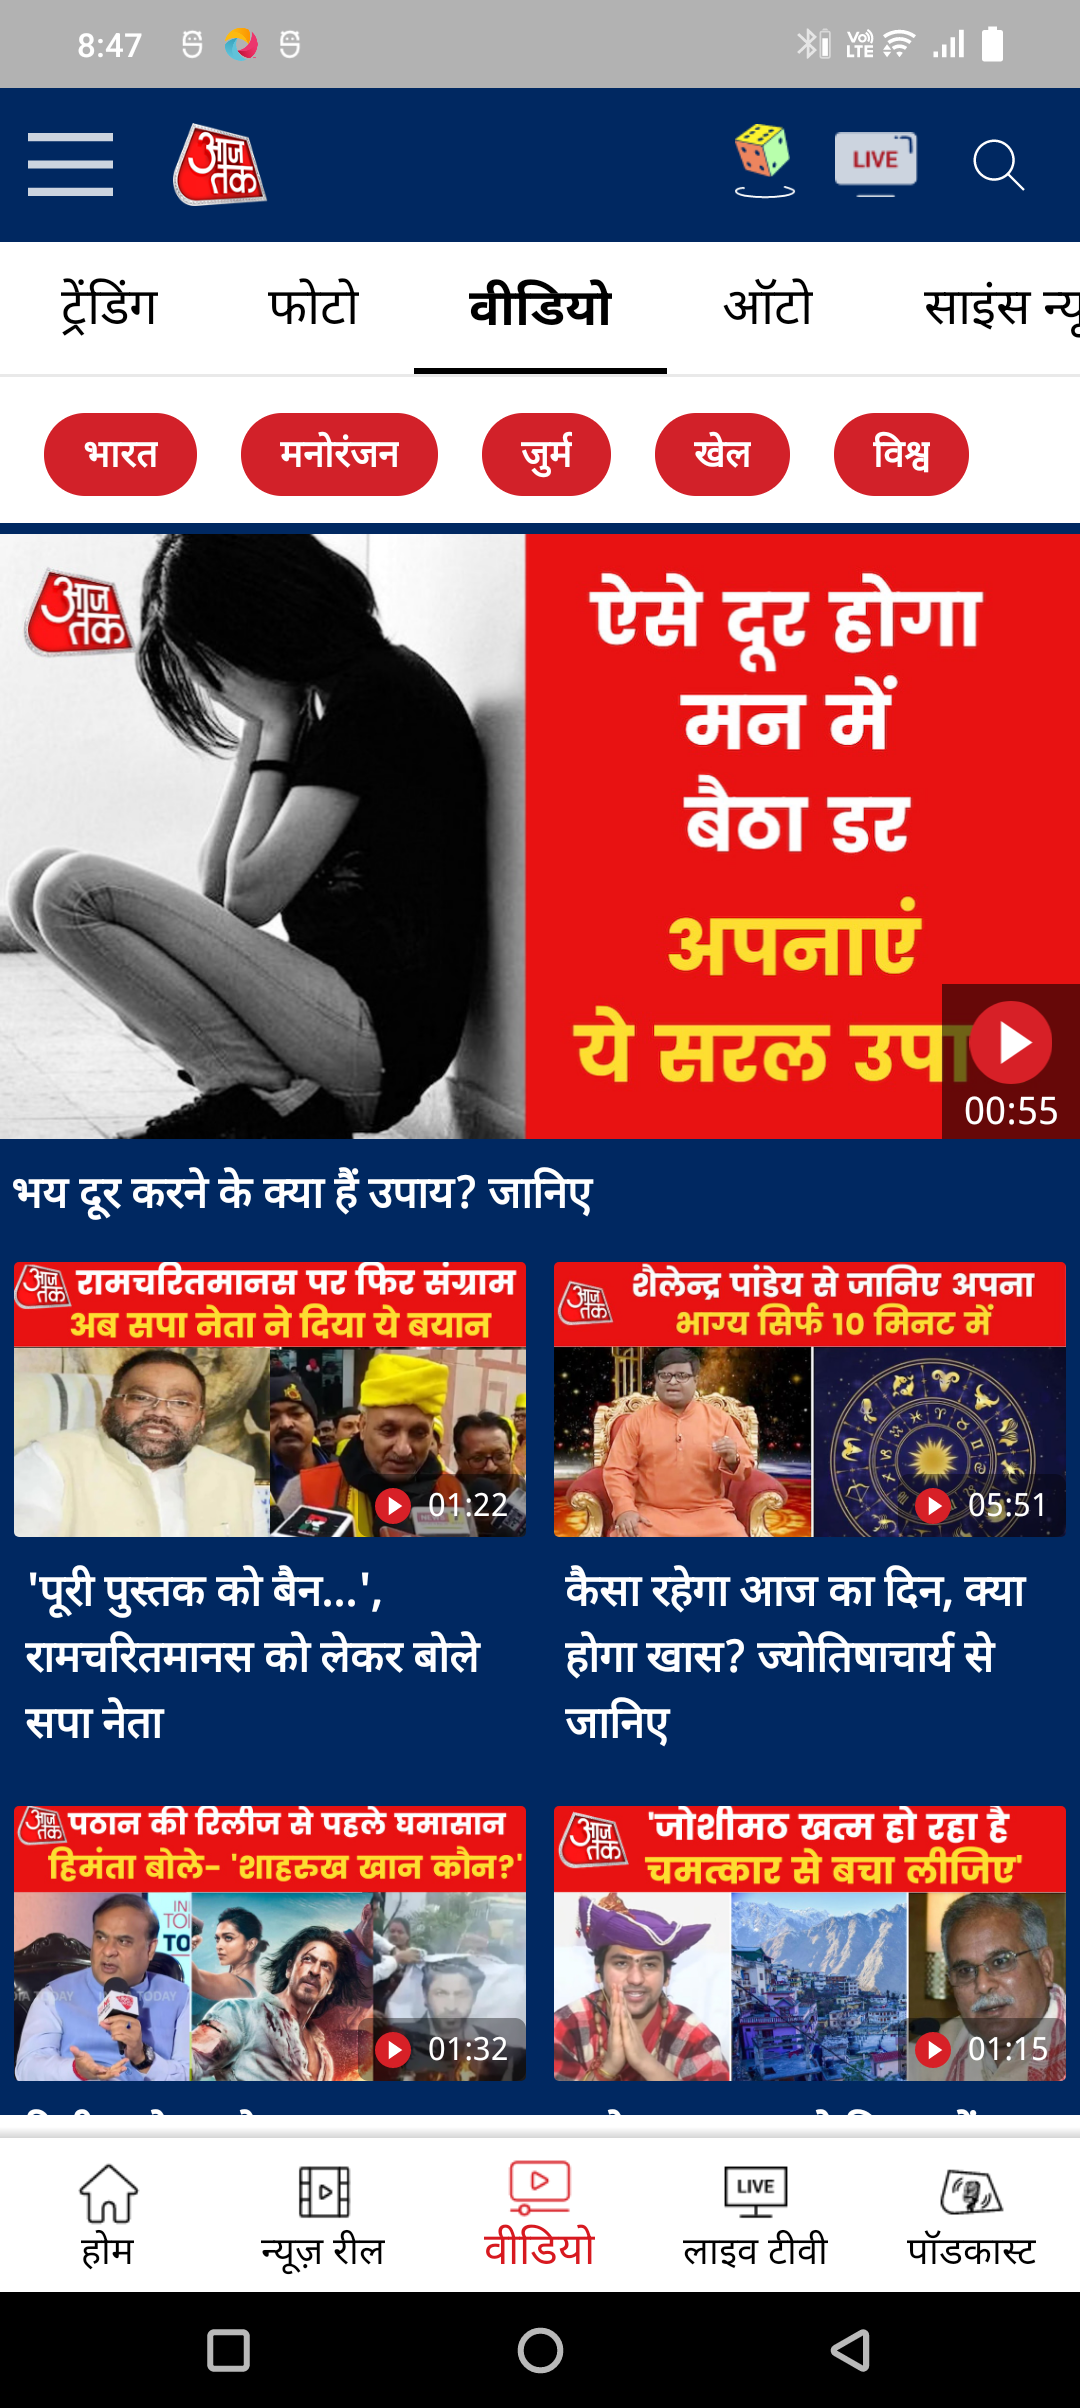 8:47
Vo)) LTE
आज तक
LIVE
ट्रेंडिंग फोटो वीडियो ऑटो साइंस
भारत मनोरंजन जुर्म खेल विश्व
आज तक
ऐसे दूर होगा
मन में
बैठा डर
अपनाएं
ये सरल
00:55
भय दूर करने के क्या हैं उपाय? जानिए
आज तक
रामचरितमानस पर फिर संग्राम
अब सपा नेता ने दिया ये बयान
01:22
'पूरी पुस्तक को बैन...',
रामचरितमानस को लेकर बोले
सपा नेता
आज तक
शैलेन्द्र पांडेय से जानिए अपना
भाग्य सिर्फ 10 मिनट में
05:51
कैसा रहेगा आज का दिन, क्या
होगा खास? ज्योतिषाचार्य से
जानिए
आज तक
पठान की रिलीज से पहले घमासान
हिमंता बोले- 'शाहरुख खान कौन?'
TODAY
01:32
आज तक
'जोशीमठ खत्म हो रहा है
चमत्कार से बचा लीजिए'
01:15
LIVE
होम न्यूज़ रील वीडियो लाइव टीवी पॉडकास्ट